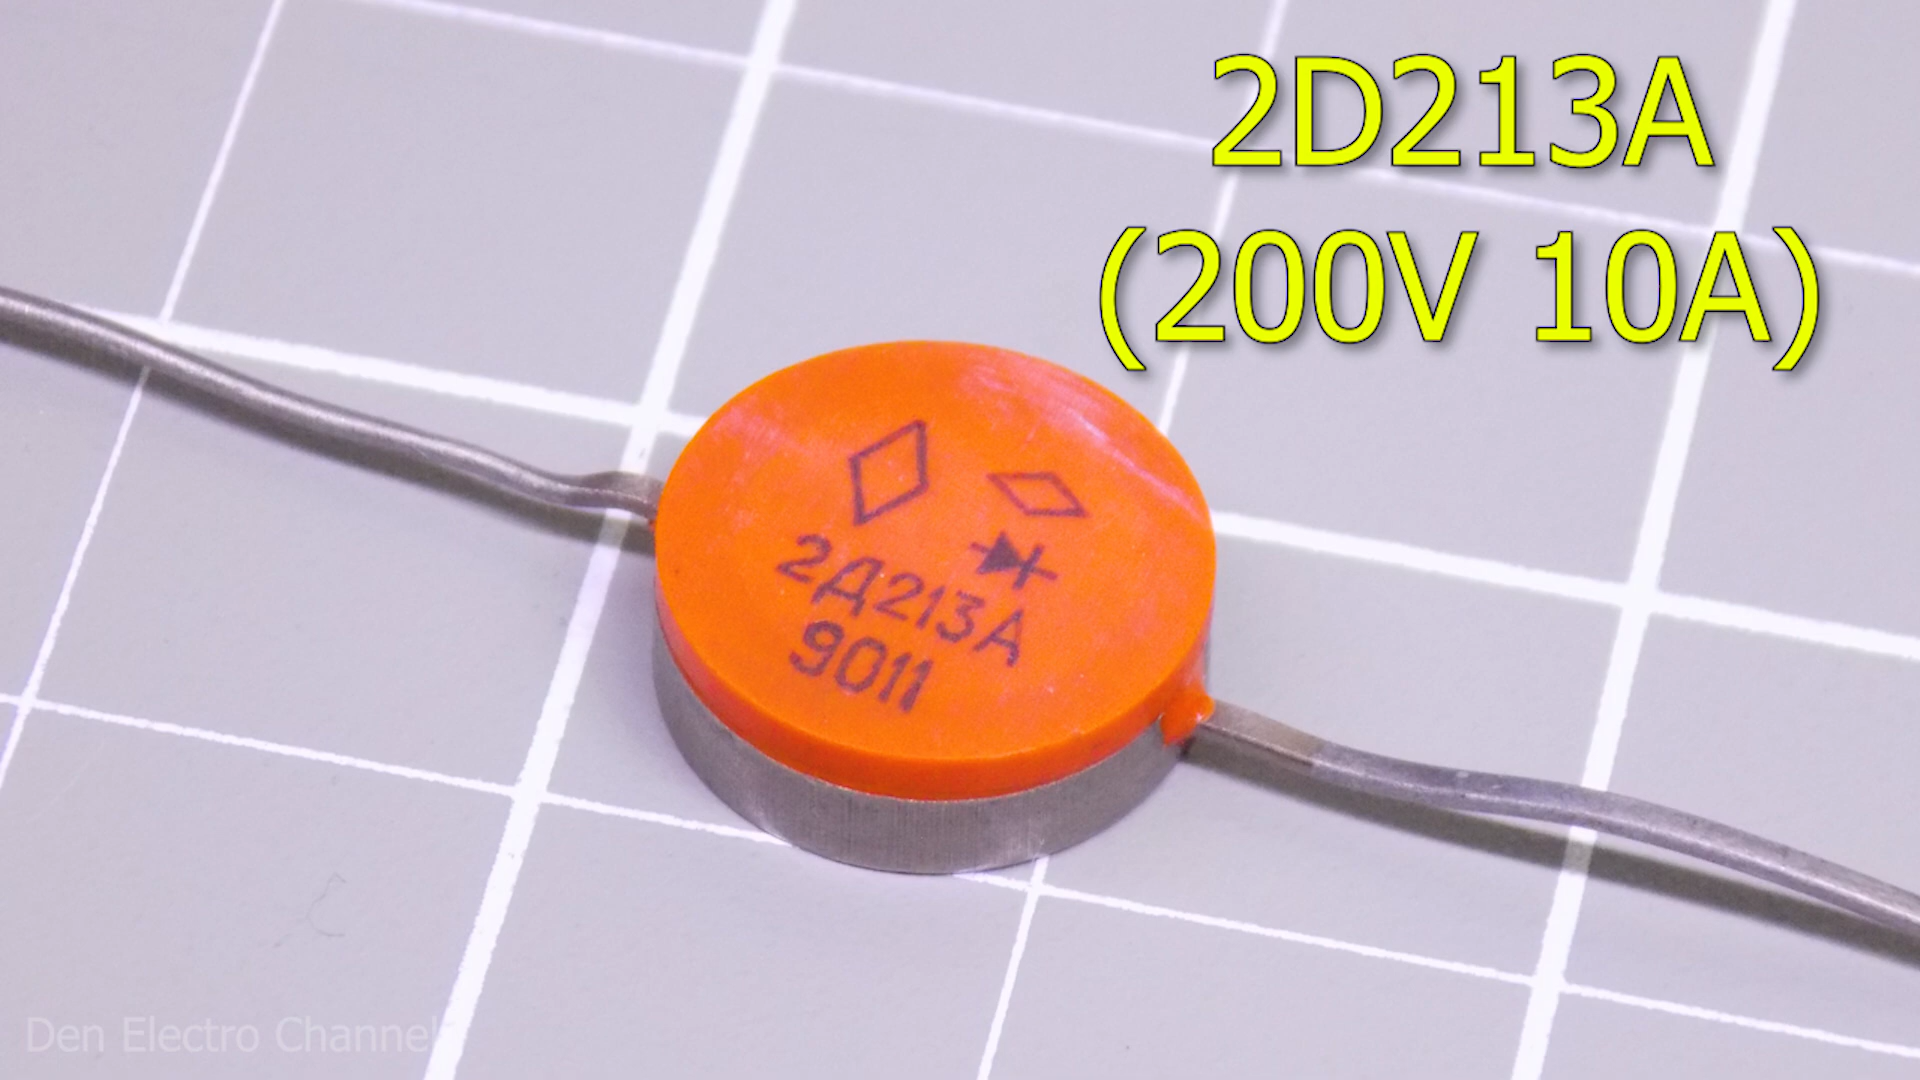 2D213A
(200V 10A)
2Д213А
9011
Den Electro Channel